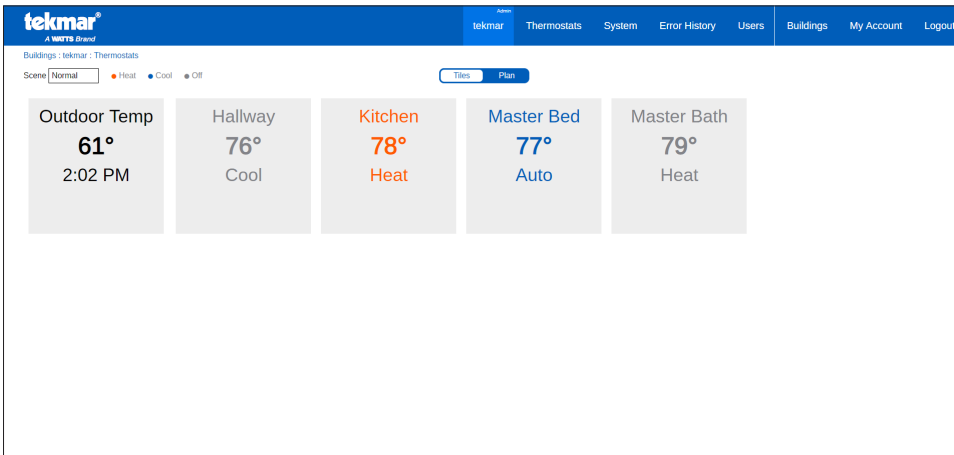 tekmar®
A WATTS Brand
Admin
tekmar Thermostats System Error History Users Buildings My Account Logout
Buildings : tekmar : Thermostats
Scene Normal Heat Cool Off Tiles Plan
Outdoor Temp Hallway Kitchen Master Bed Master Bath
61° 76° 78° 77° 79°
2:02 PM Cool Heat Auto Heat